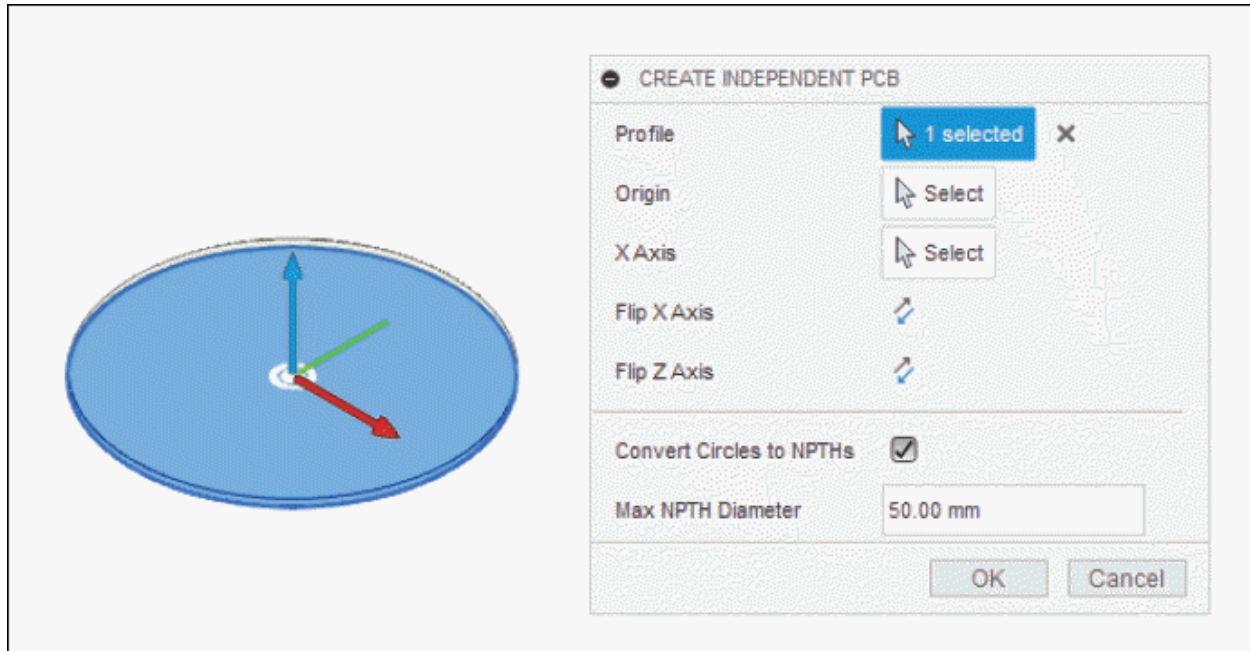 CREATE INDEPENDENT PCB
Profile 1 selected
Origin Select
X Axis Select
Flip X Axis
Flip Z Axis
Convert Circles to NPTHs
Max NPTH Diameter 50.00 mm
OK Cancel